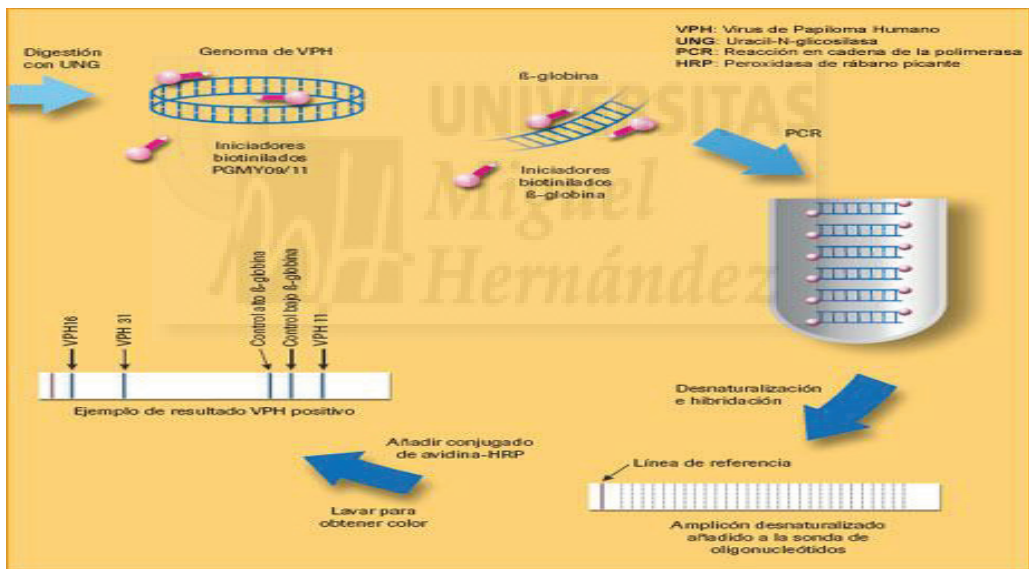 VPH: Virus de Papiloma Humano
UNG: Uracil-N-glicosilasa
PCR: Reacción en cadena de la polimerasa
HRP: Peroxidasa de rábano picante
Digestión
con UNG
Genoma de VPH
Iniciadores
biotinilados
PGMY09/11
ß-globina
Iniciadores
biotinilados
ß-globina
PCR
UNIVERSITAS
Miguel
Hernández
Desnaturalización
e hibridación
Línea de referencia
Amplicón desnaturalizado
añadido a la sonda de
oligonucleótidos
Añadir conjugado
de avidina-HRP
Lavar para
obtener color
VPH16
VPH 31
Control alto ß-globina
Control bajo ß-globina
VPH 11
Ejemplo de resultado VPH positivo